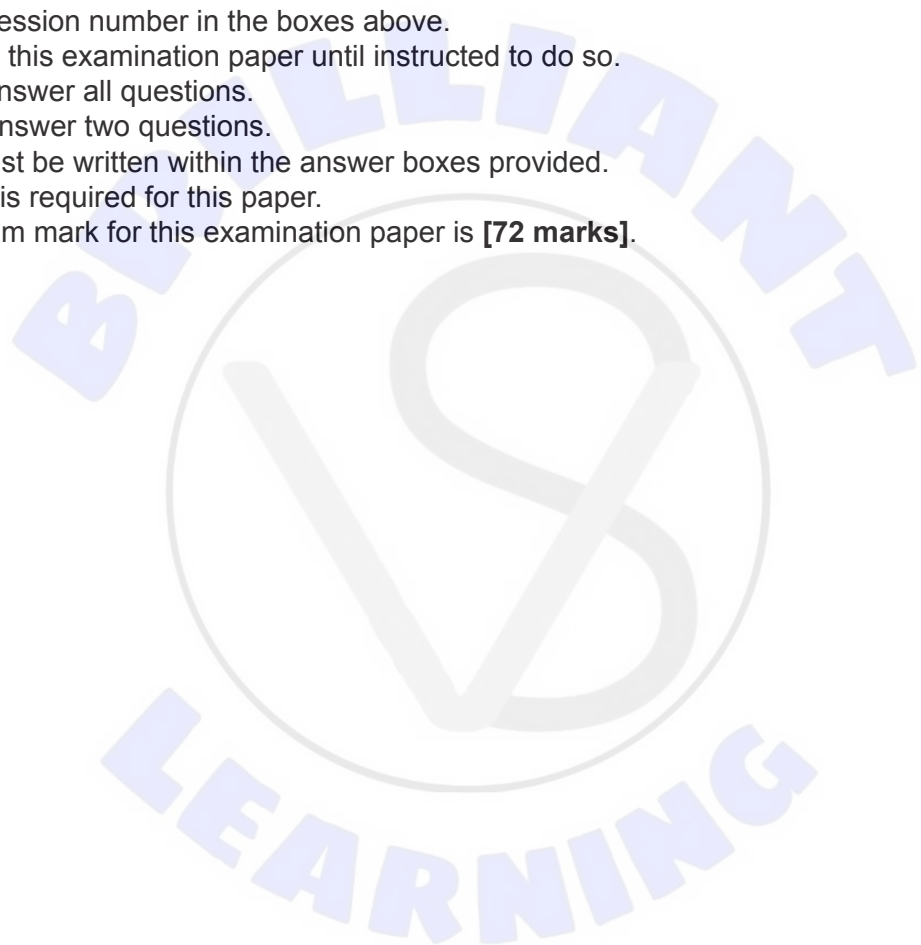 ession number in the boxes above.
this examination paper until instructed to do so.
nswer all questions.
nswer two questions.
st be written within the answer boxes provided.
is required for this paper.
m mark for this examination paper is [72 marks].
BRILLIANT
VS
LEARNING